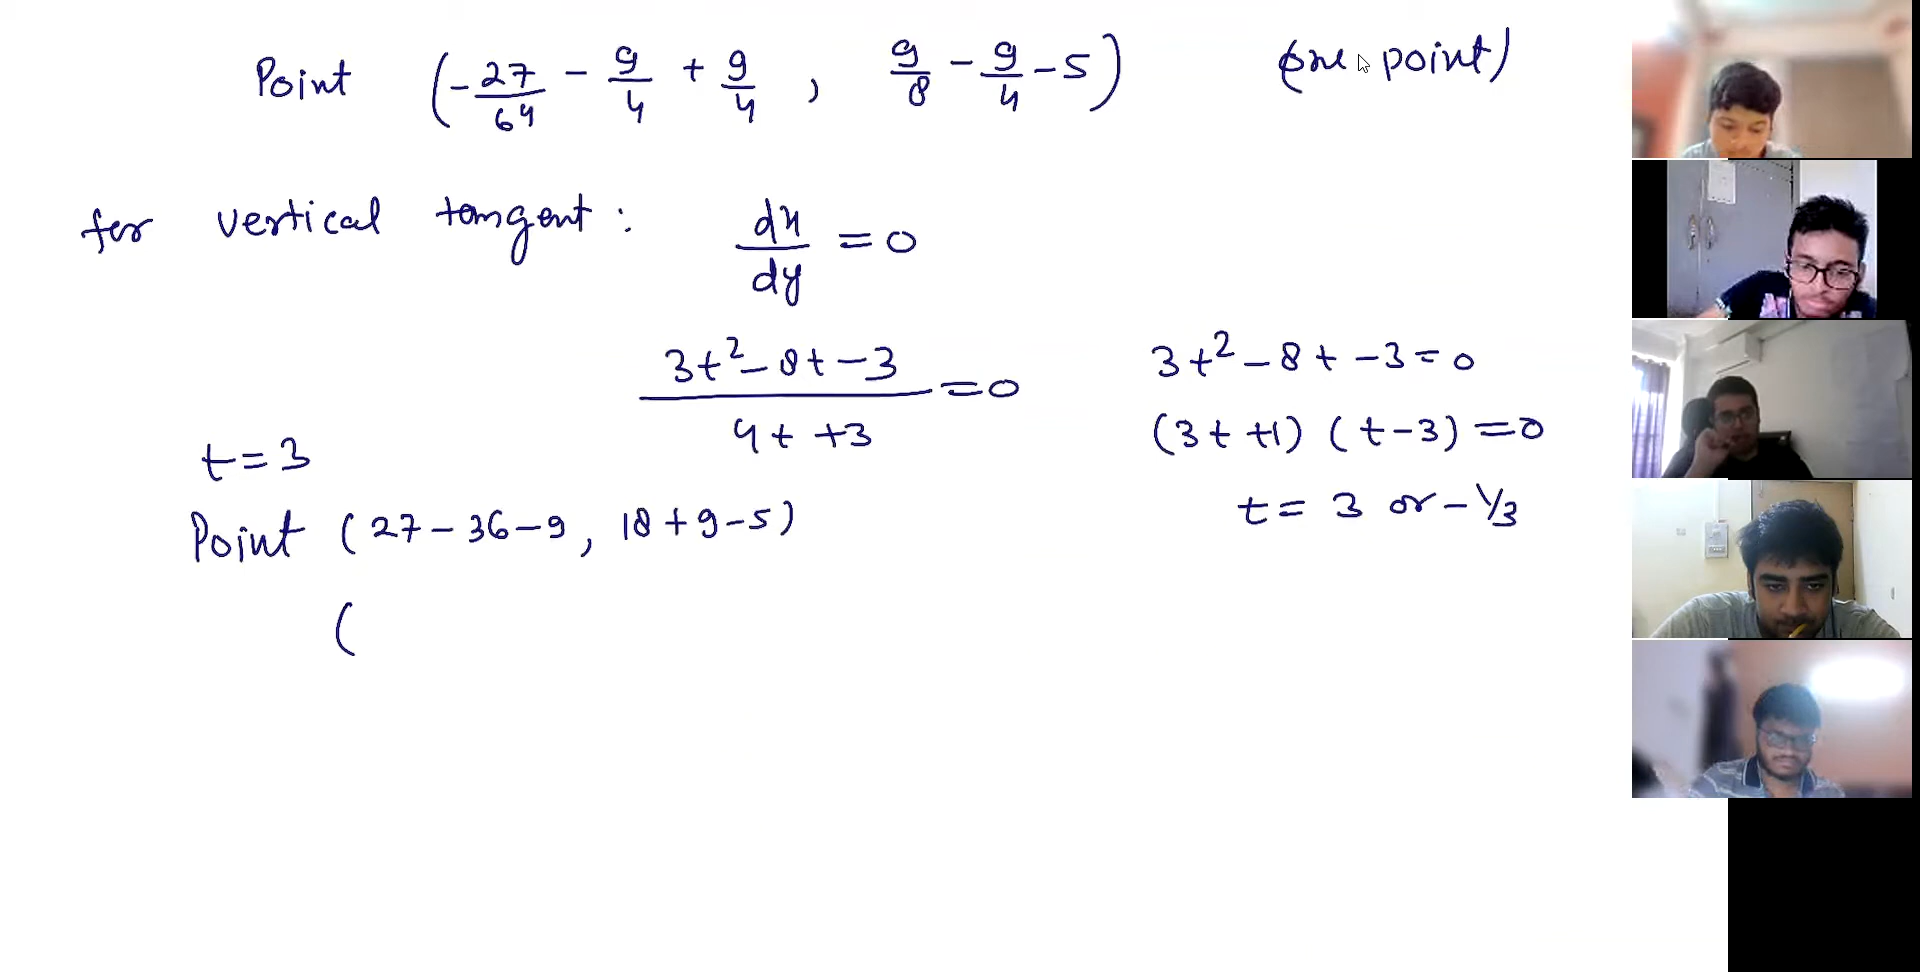 Point (-27/64 - 9/4 + 9/4 , 9/8 - 9/4 - 5) (one point)
for vertical tangent : dx/dy = 0
(3t² - 8t - 3)/(4t + 3) = 0
3t² - 8t - 3 = 0
(3t + 1) (t - 3) = 0
t = 3 or - 1/3
t = 3
Point (27 - 36 - 9 , 18 + 9 - 5)
(